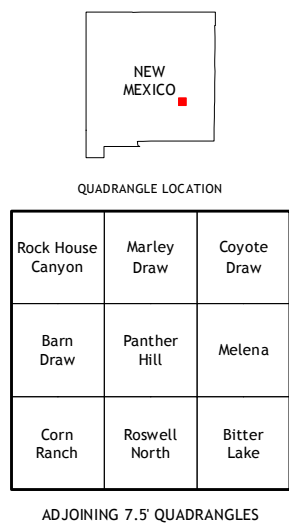 NEW
MEXICO
QUADRANGLE LOCATION
Rock House
Canyon
Marley
Draw
Coyote
Draw
Barn
Draw
Panther
Hill
Melena
Corn
Ranch
Roswell
North
Bitter
Lake
ADJOINING 7.5' QUADRANGLES